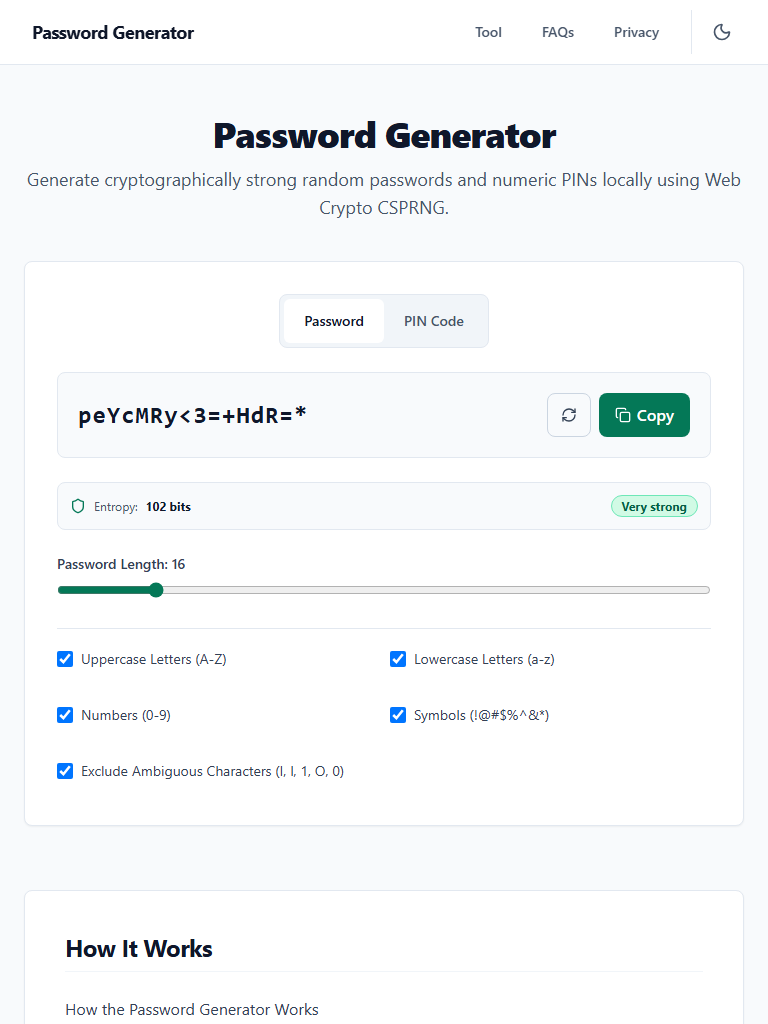 Password Generator
Tool
FAQs
Privacy
Password Generator
Generate cryptographically strong random passwords and numeric PINs locally using Web
Crypto CSPRNG.
Password
PIN Code
peYcMRy<3=+HdR=*
Copy
Entropy: 102 bits
Very strong
Password Length: 16
Uppercase Letters (A-Z)
Lowercase Letters (a-z)
Numbers (0-9)
Symbols (!@#$%^&*)
Exclude Ambiguous Characters (l, I, 1, O, 0)
How It Works
How the Password Generator Works